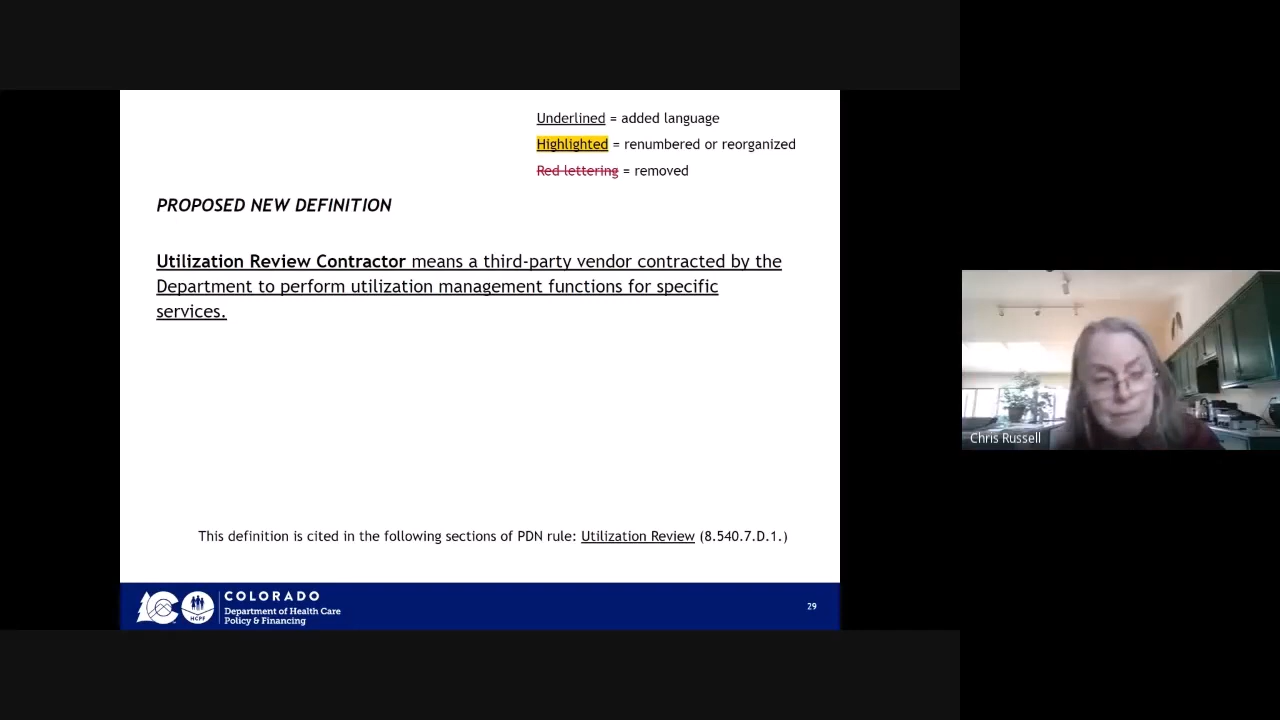 Underlined = added language
Highlighted = renumbered or reorganized
Red lettering = removed
PROPOSED NEW DEFINITION
Utilization Review Contractor means a third-party vendor contracted by the
Department to perform utilization management functions for specific
services.
This definition is cited in the following sections of PDN rule: Utilization Review (8.540.7.D.1.)
COLORADO
Department of Health Care
Policy & Financing
HCPF
29
Chris Russell